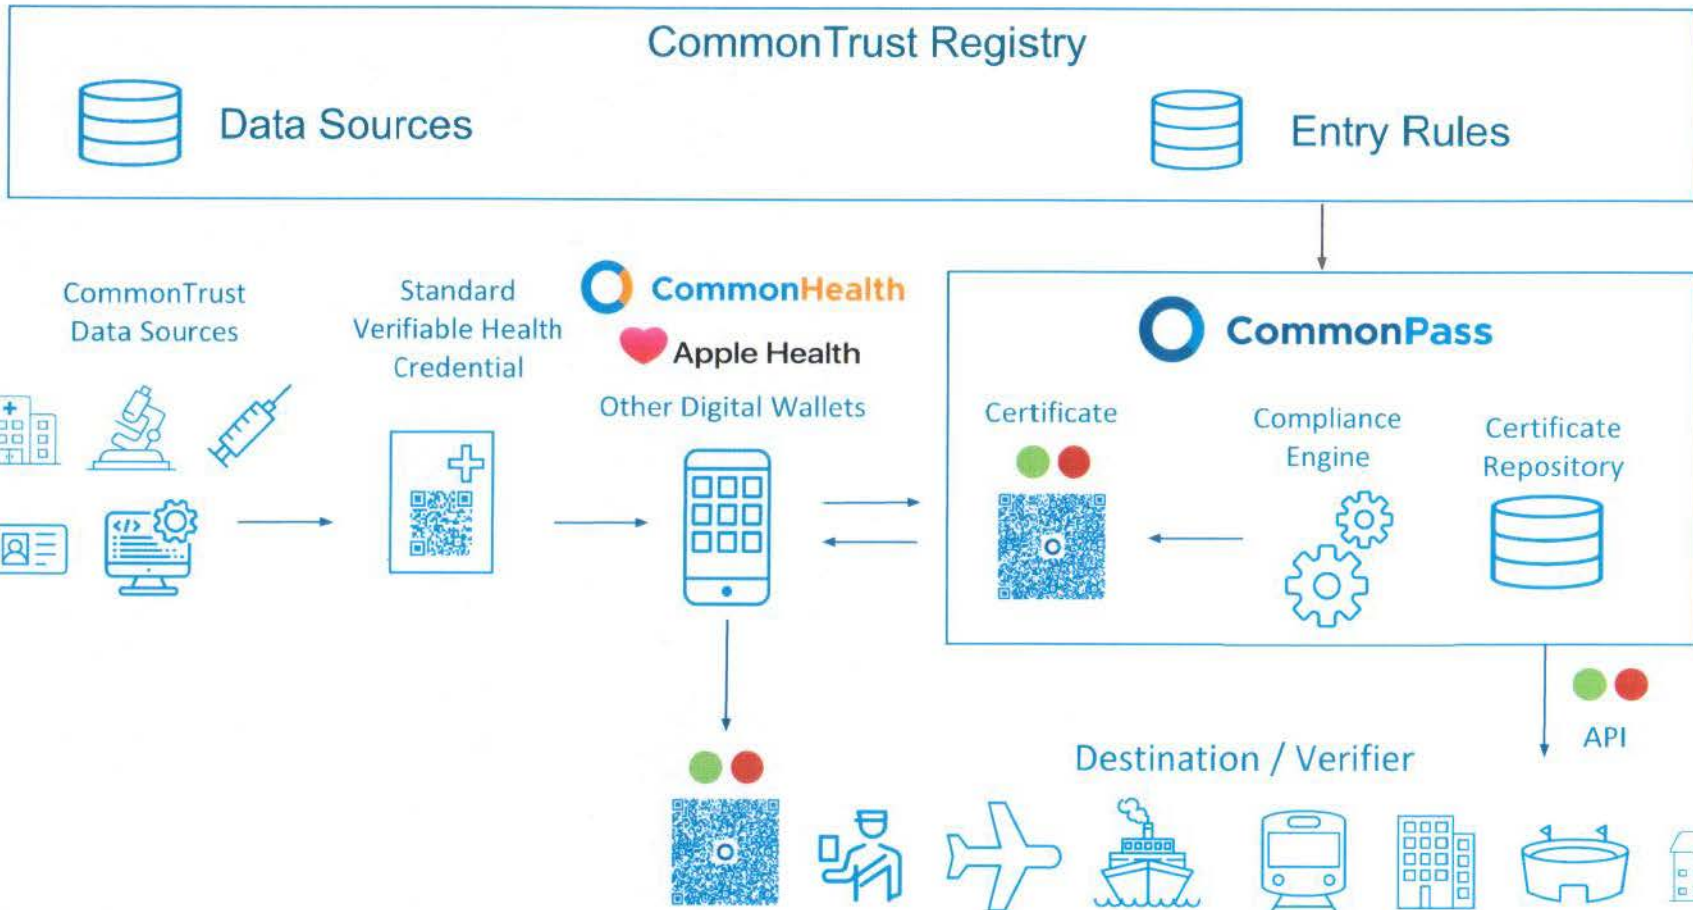 CommonTrust Registry
Data Sources
Entry Rules
CommonTrust
Data Sources
Standard
Verifiable Health
Credential
CommonHealth
Apple Health
Other Digital Wallets
CommonPass
Certificate
Compliance
Engine
Certificate
Repository
</>
API
Destination / Verifier